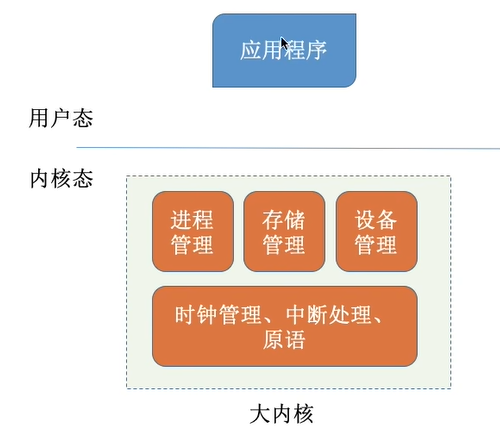 应用程序
用户态
内核态
进程
管理
存储
管理
设备
管理
时钟管理、中断处理、
原语
大内核